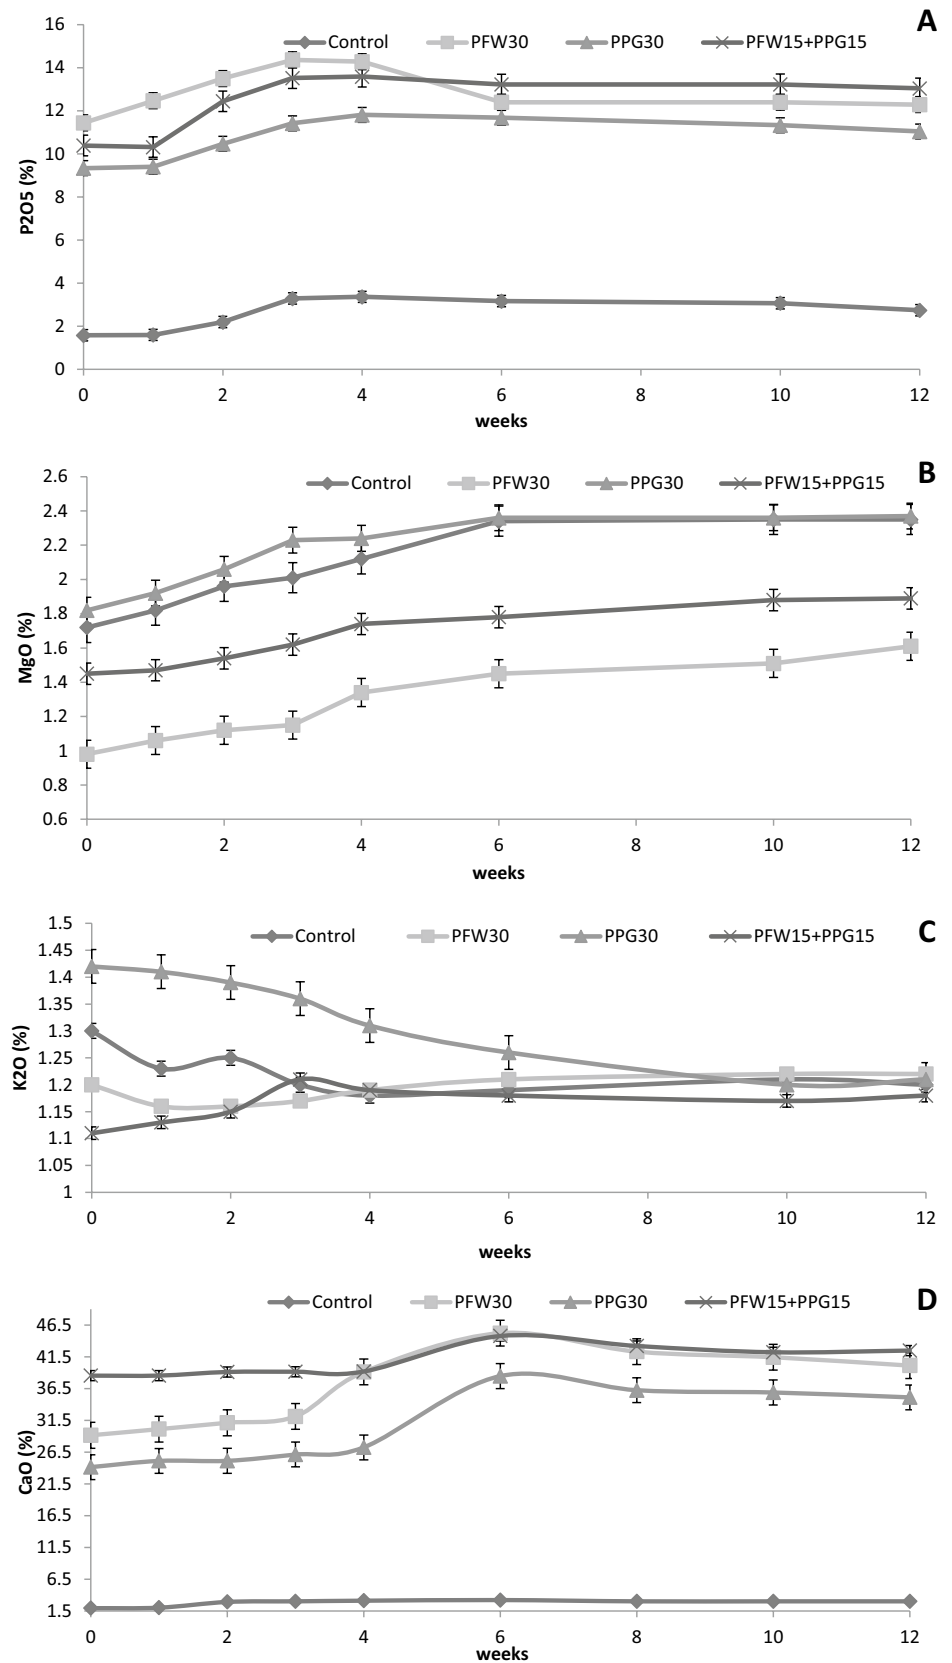 A
16
Control PFW30 PPG30 PFW15+PPG15
14
12
10
8
6
4
2
0
P2O5 (%)
0 2 4 6 8 10 12
weeks
B
2.6
Control PFW30 PPG30 PFW15+PPG15
2.4
2.2
2
1.8
1.6
1.4
1.2
1
0.8
0.6
MgO (%)
0 2 4 6 8 10 12
weeks
C
1.5
Control PFW30 PPG30 PFW15+PPG15
1.45
1.4
1.35
1.3
1.25
1.2
1.15
1.1
1.05
1
K2O (%)
0 2 4 6 8 10 12
weeks
D
Control PFW30 PPG30 PFW15+PPG15
46.5
41.5
36.5
31.5
26.5
21.5
16.5
11.5
6.5
1.5
CaO (%)
0 2 4 6 8 10 12
weeks